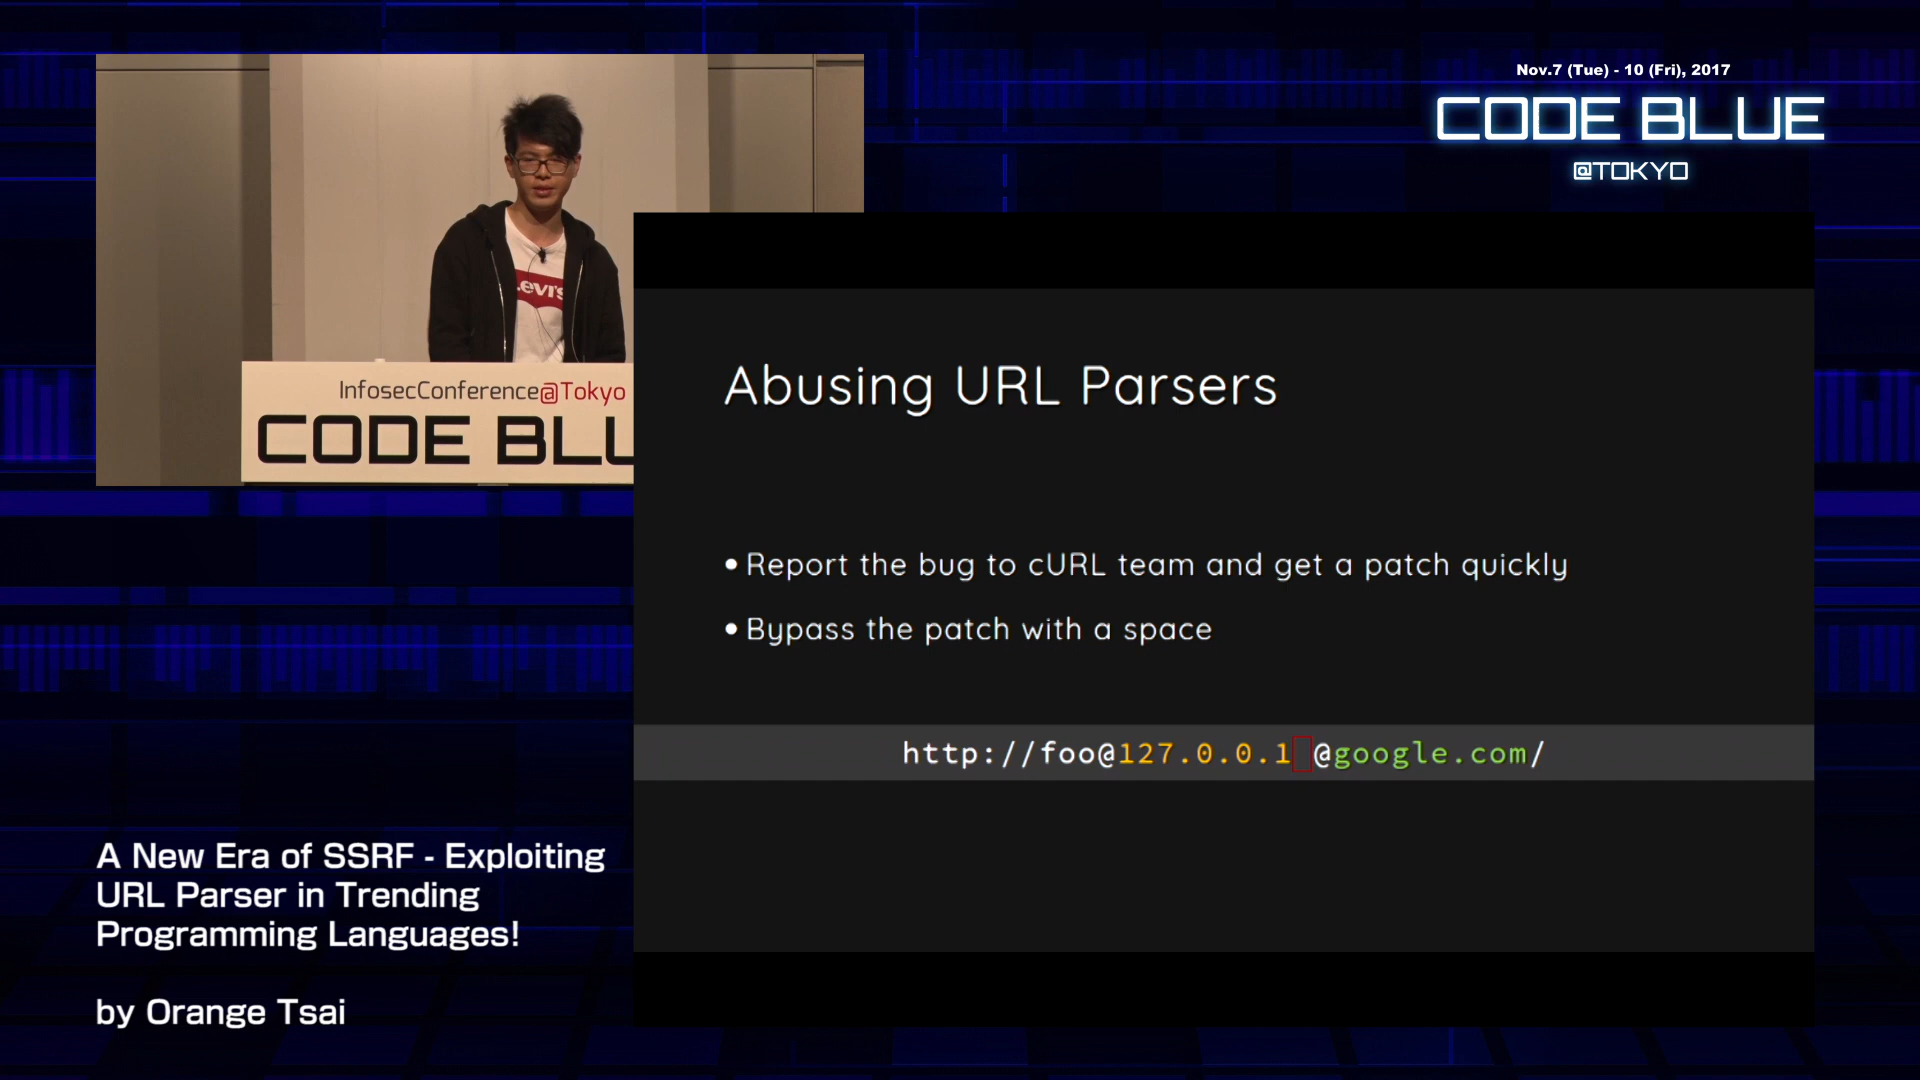 Nov.7 (Tue) - 10 (Fri), 2017
CODE BLUE
@TOKYO
Levi's
InfosecConference@Tokyo
CODE BLU
Abusing URL Parsers
• Report the bug to cURL team and get a patch quickly
• Bypass the patch with a space
http://foo@127.0.0.1 @google.com/
A New Era of SSRF - Exploiting
URL Parser in Trending
Programming Languages!
by Orange Tsai